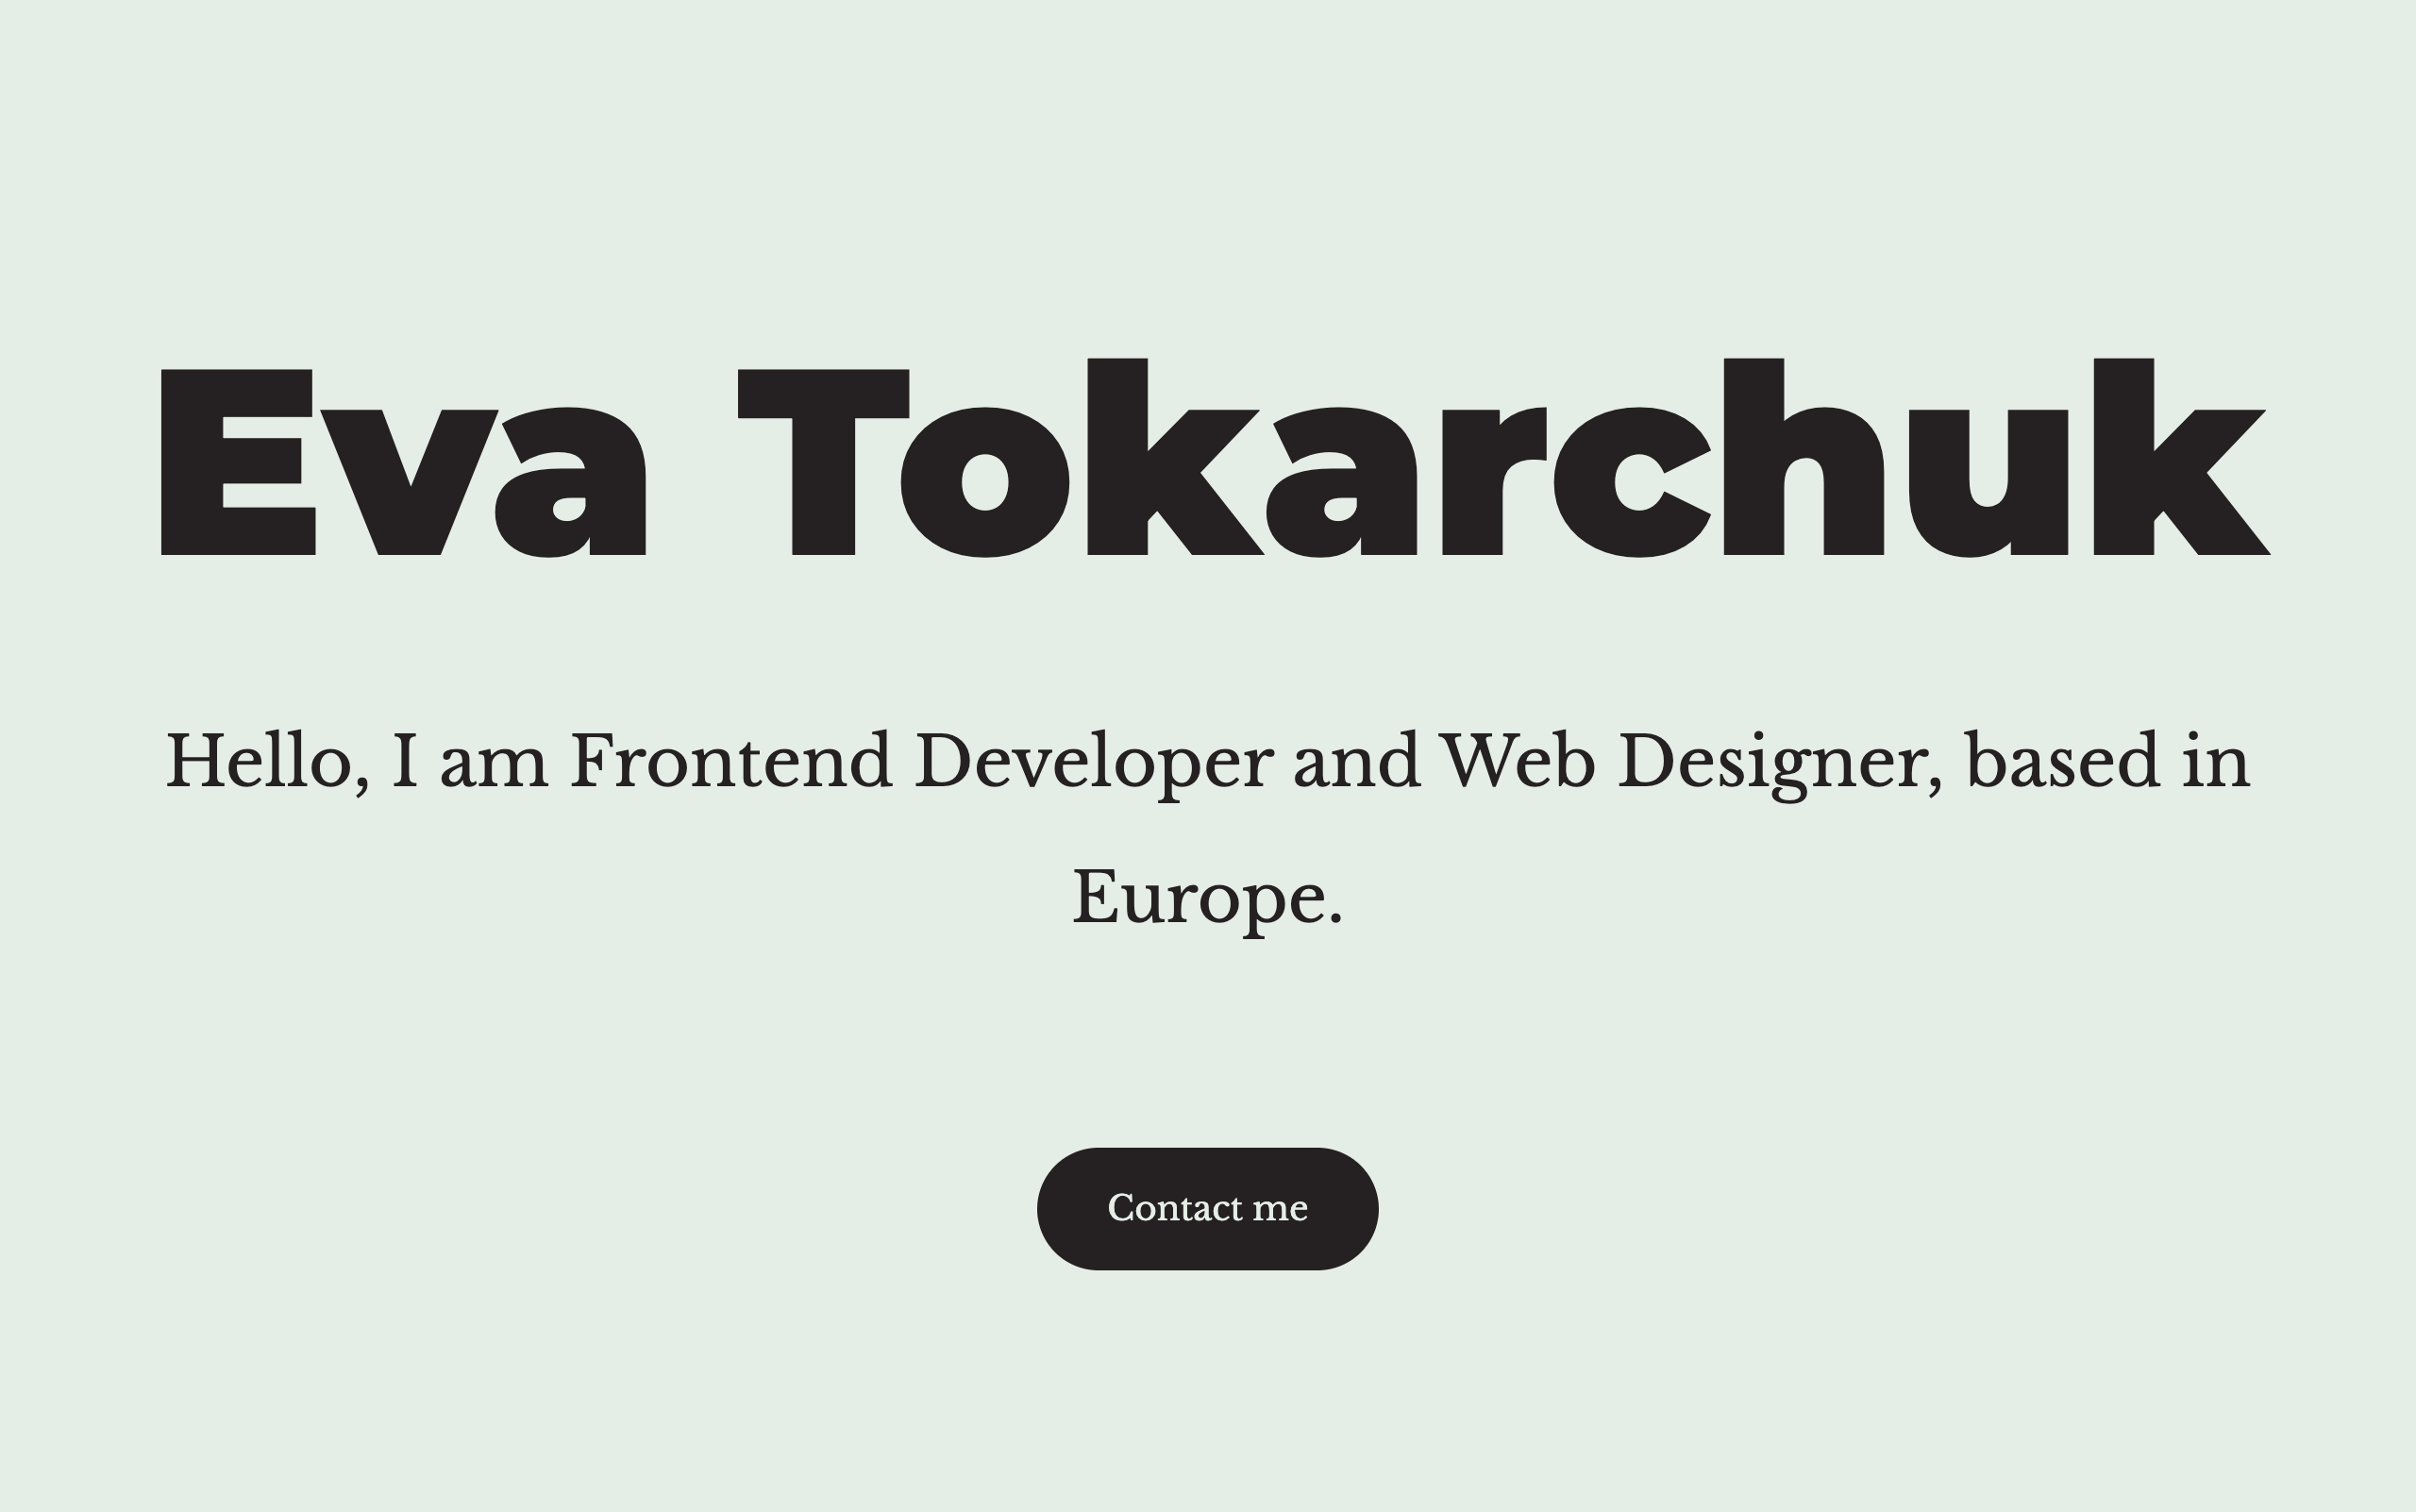 Eva Tokarchuk
Hello, I am Frontend Developer and Web Designer, based in
Europe.
Contact me